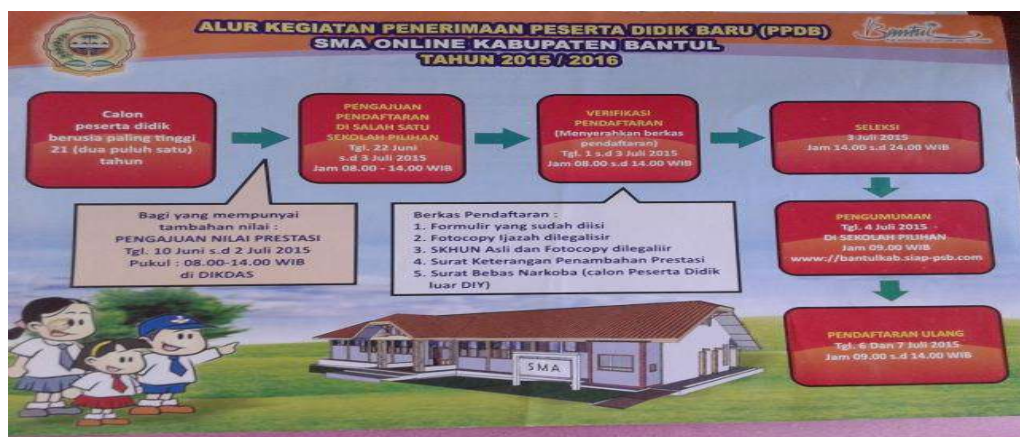 ALUR KEGIATAN PENERIMAAN PESERTA DIDIK BARU (PPDB)
SMA ONLINE KABUPATEN BANTUL
TAHUN 2015 / 2016
Bantul
Calon
peserta didik
berusia paling tinggi
21 (dua puluh satu)
tahun
PENGAJUAN
PENDAFTARAN
DI SALAH SATU
SEKOLAH PILIHAN
Tgl. 22 Juni
s.d 3 Juli 2015
Jam 08.00 - 14.00 WIB
VERIFIKASI
PENDAFTARAN
(Menyerahkan berkas
pendaftaran)
Tgl. 1 s.d 3 Juli 2015
Jam 08.00 s.d 14.00 WIB
SELEKSI
3 Juli 2015
Jam 14.00 s.d 24.00 WIB
Bagi yang mempunyai
tambahan nilai :
PENGAJUAN NILAI PRESTASI
Tgl. 10 Juni s.d 2 Juli 2015
Pukul : 08.00-14.00 WIB
di DIKDAS
Berkas Pendaftaran :
1. Formulir yang sudah diisi
2. Fotocopy Ijazah dilegalisir
3. SKHUN Asli dan Fotocopy dilegaliir
4. Surat Keterangan Penambahan Prestasi
5. Surat Bebas Narkoba (calon Peserta Didik
luar DIY)
PENGUMUMAN
Tgl. 4 Juli 2015
DI SEKOLAH PILIHAN
Jam 09.00 WIB
www://bantulkab.siap-psb.com
PENDAFTARAN ULANG
Tgl. 6 Dan 7 Juli 2015
Jam 09.00 s.d 14.00 WIB
SMA